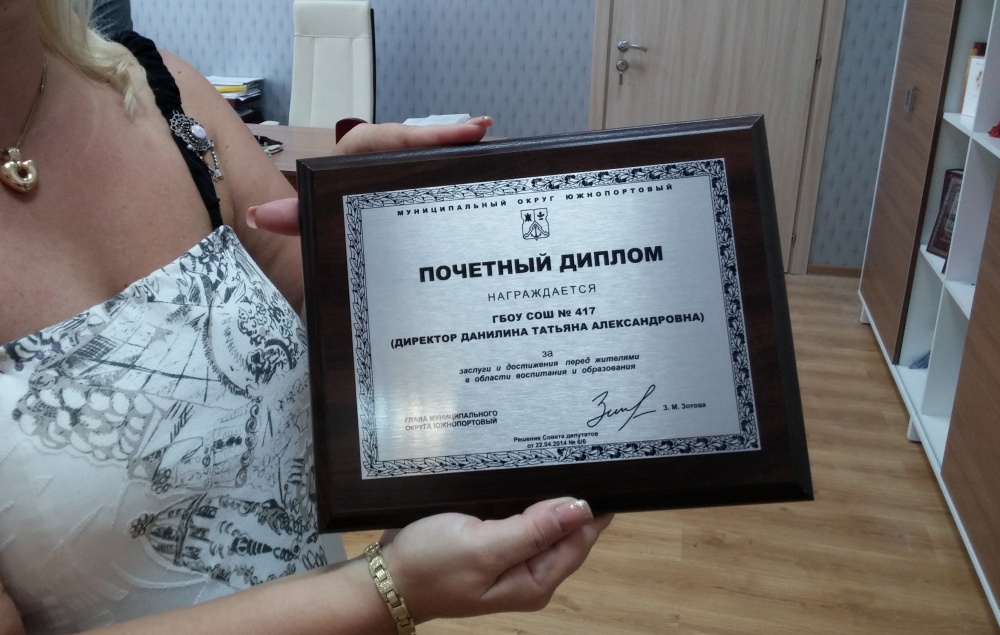 МУНИЦИПАЛЬНЫЙ ОКРУГ ЮЖНОПОРТОВЫЙ
ПОЧЕТНЫЙ ДИПЛОМ
НАГРАЖДАЕТСЯ
ГБОУ СОШ № 417
(ДИРЕКТОР ДАНИЛИНА ТАТЬЯНА АЛЕКСАНДРОВНА)
за
заслуги и достижения перед жителями
в области воспитания и образования
ГЛАВА МУНИЦИПАЛЬНОГО
ОКРУГА ЮЖНОПОРТОВЫЙ
З. М. Зотова
Решение Совета депутатов
от 22.04.2014 № 6/6